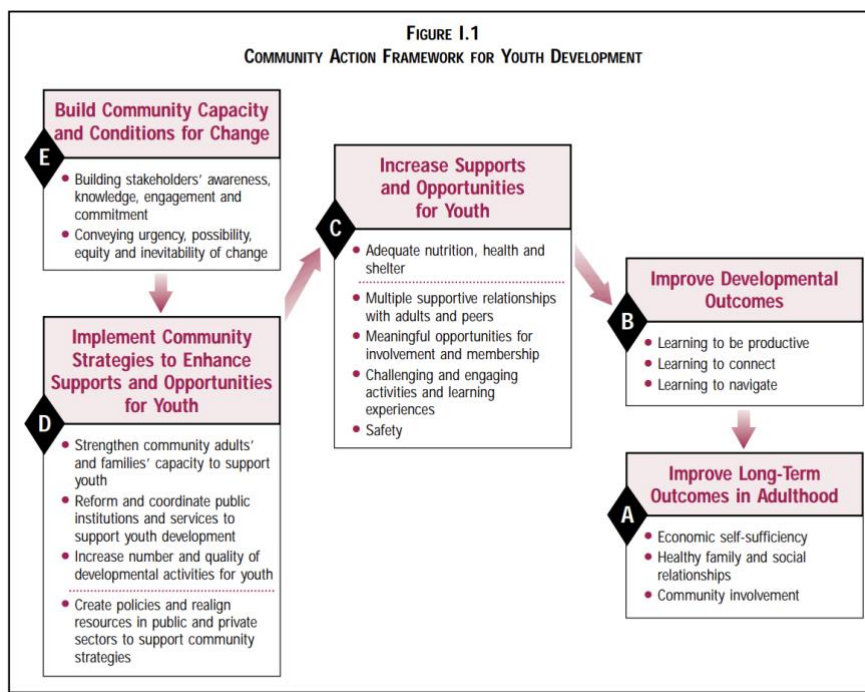 FIGURE I.1
COMMUNITY ACTION FRAMEWORK FOR YOUTH DEVELOPMENT
Build Community Capacity
and Conditions for Change
E
• Building stakeholders' awareness,
knowledge, engagement and
commitment
• Conveying urgency, possibility,
equity and inevitability of change
Implement Community
Strategies to Enhance
Supports and Opportunities
for Youth
D
• Strengthen community adults'
and families' capacity to support
youth
• Reform and coordinate public
institutions and services to
support youth development
• Increase number and quality of
developmental activities for youth
• Create policies and realign
resources in public and private
sectors to support community
strategies
Increase Supports
and Opportunities
for Youth
C
• Adequate nutrition, health and
shelter
• Multiple supportive relationships
with adults and peers
• Meaningful opportunities for
involvement and membership
• Challenging and engaging
activities and learning
experiences
• Safety
Improve Developmental
Outcomes
B
• Learning to be productive
• Learning to connect
• Learning to navigate
Improve Long-Term
Outcomes in Adulthood
A
• Economic self-sufficiency
• Healthy family and social
relationships
• Community involvement